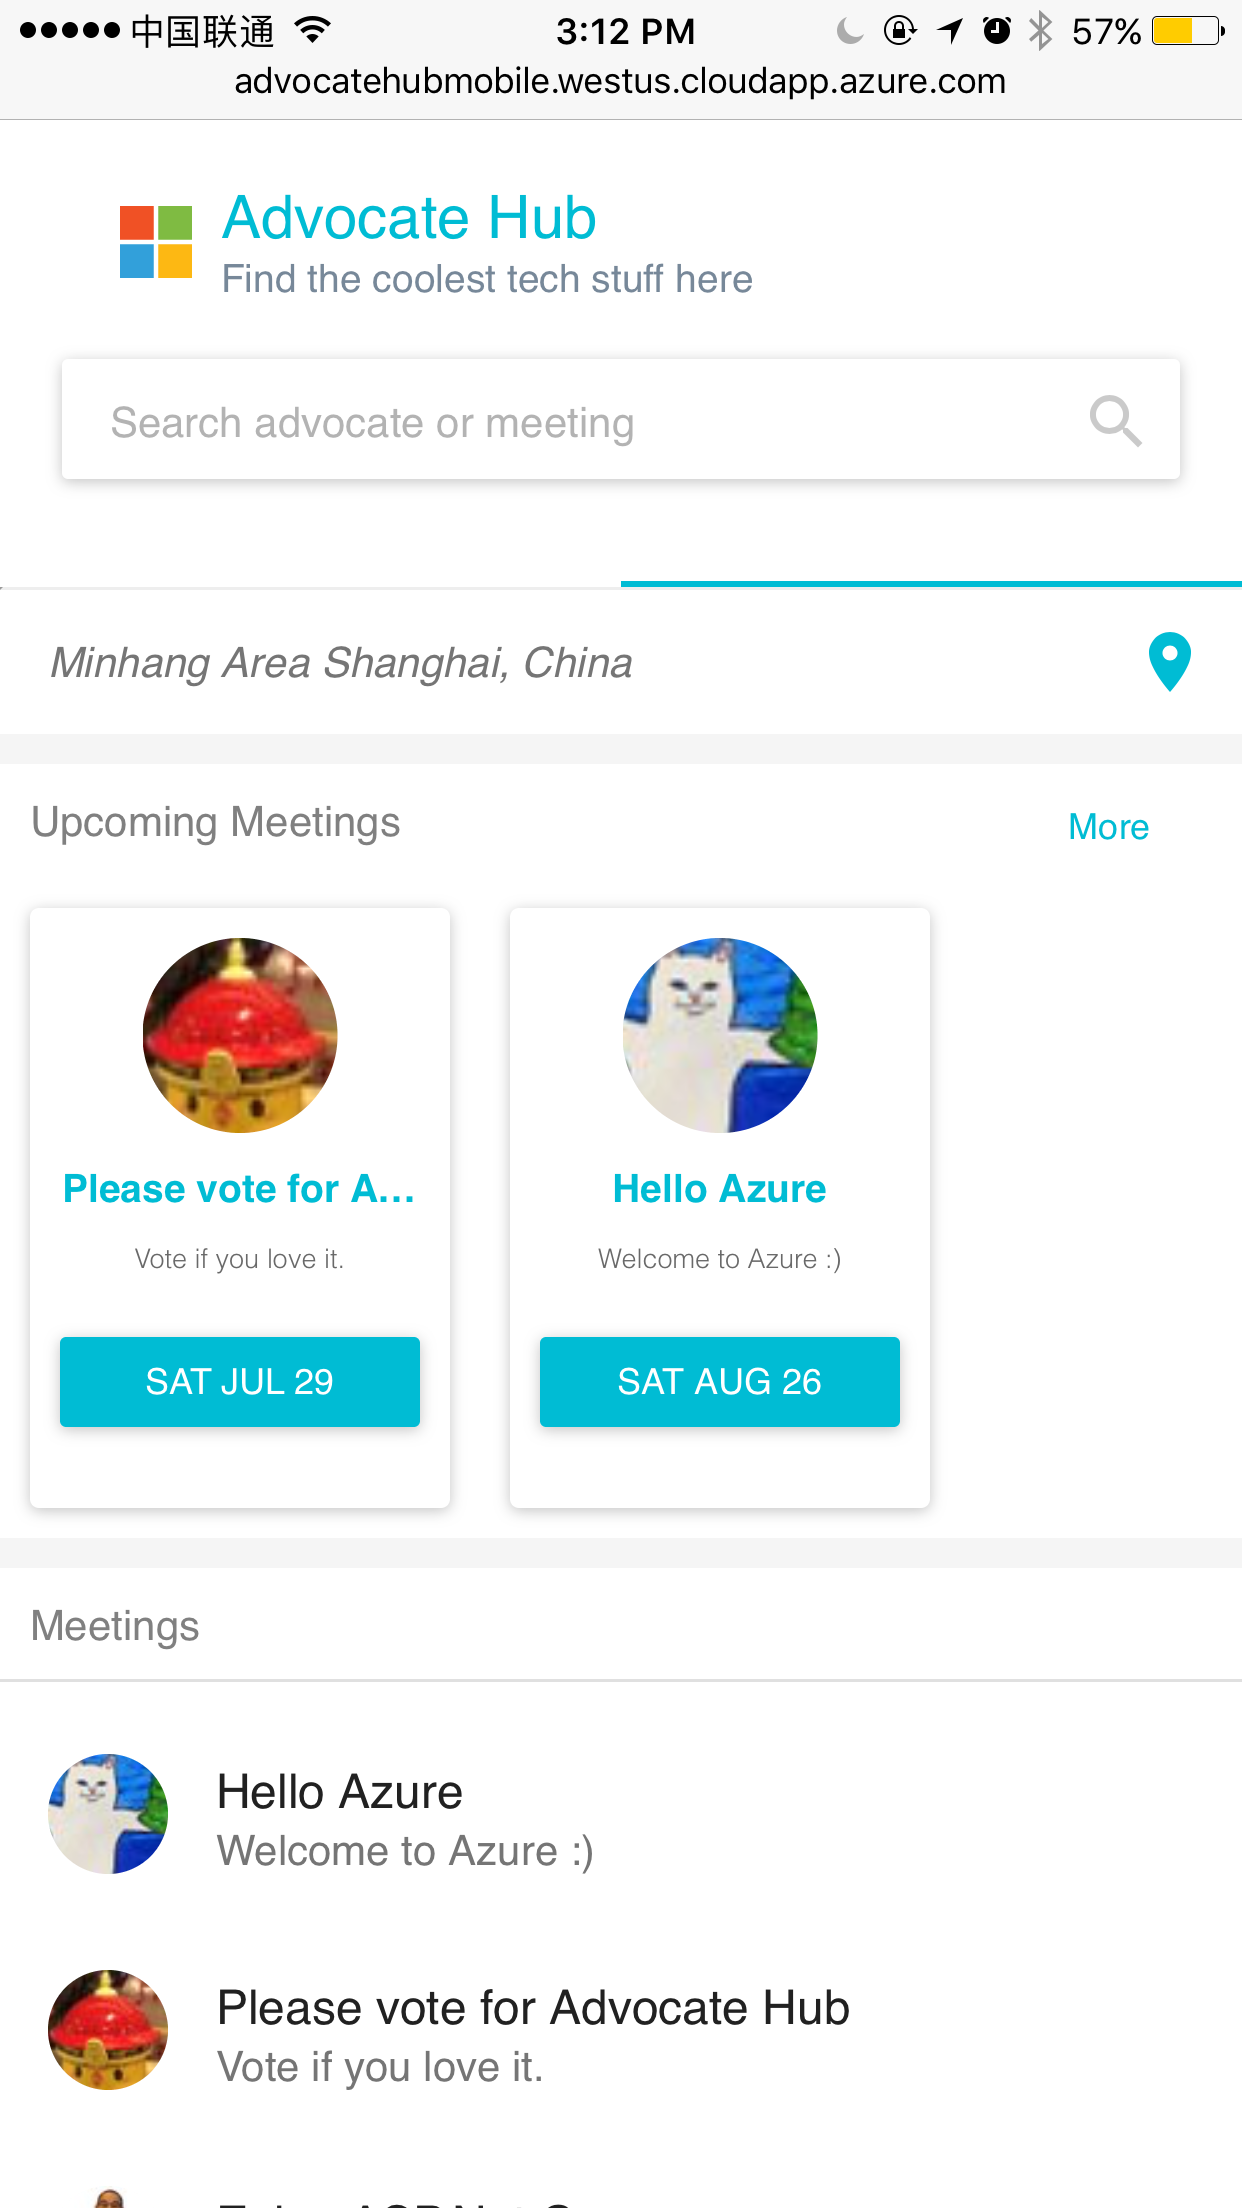 中国联通 3:12 PM 57%
advocatehubmobile.westus.cloudapp.azure.com
Advocate Hub
Find the coolest tech stuff here
Search advocate or meeting
Minhang Area Shanghai, China
Upcoming Meetings More
Please vote for A...
Vote if you love it.
SAT JUL 29
Hello Azure
Welcome to Azure :)
SAT AUG 26
Meetings
Hello Azure
Welcome to Azure :)
Please vote for Advocate Hub
Vote if you love it.